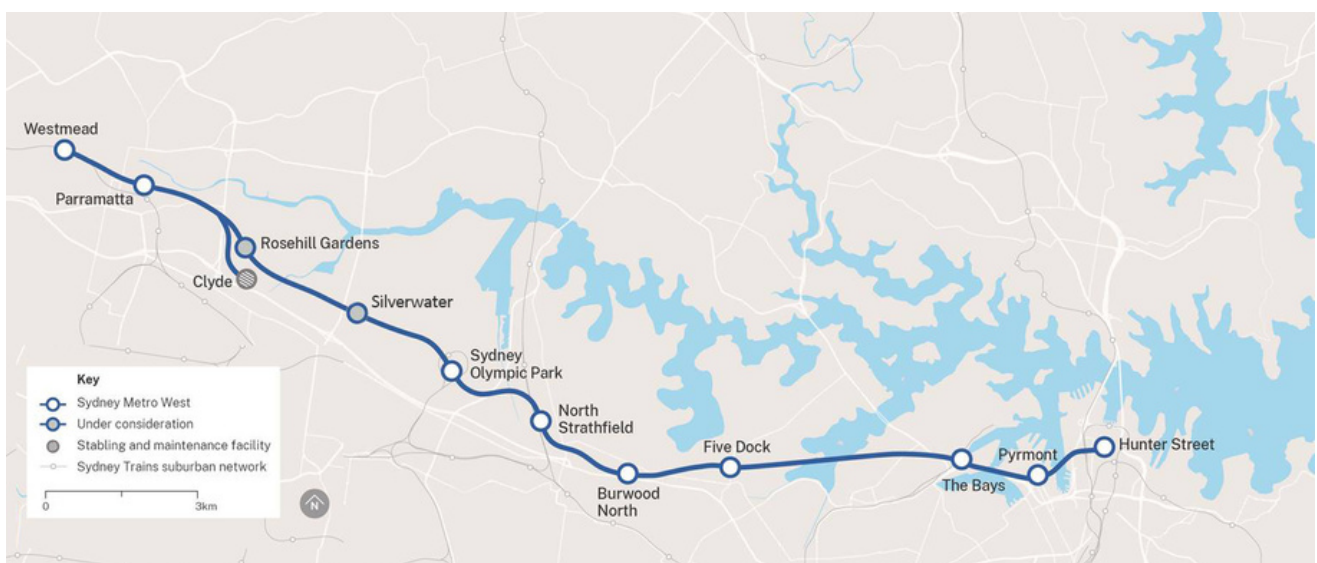 Westmead
Parramatta
Rosehill Gardens
Clyde
Silverwater
Sydney
Olympic Park
North
Strathfield
Burwood
North
Five Dock
The Bays
Pyrmont
Hunter Street
Key
Sydney Metro West
Under consideration
Stabling and maintenance facility
Sydney Trains suburban network
0
3km
N